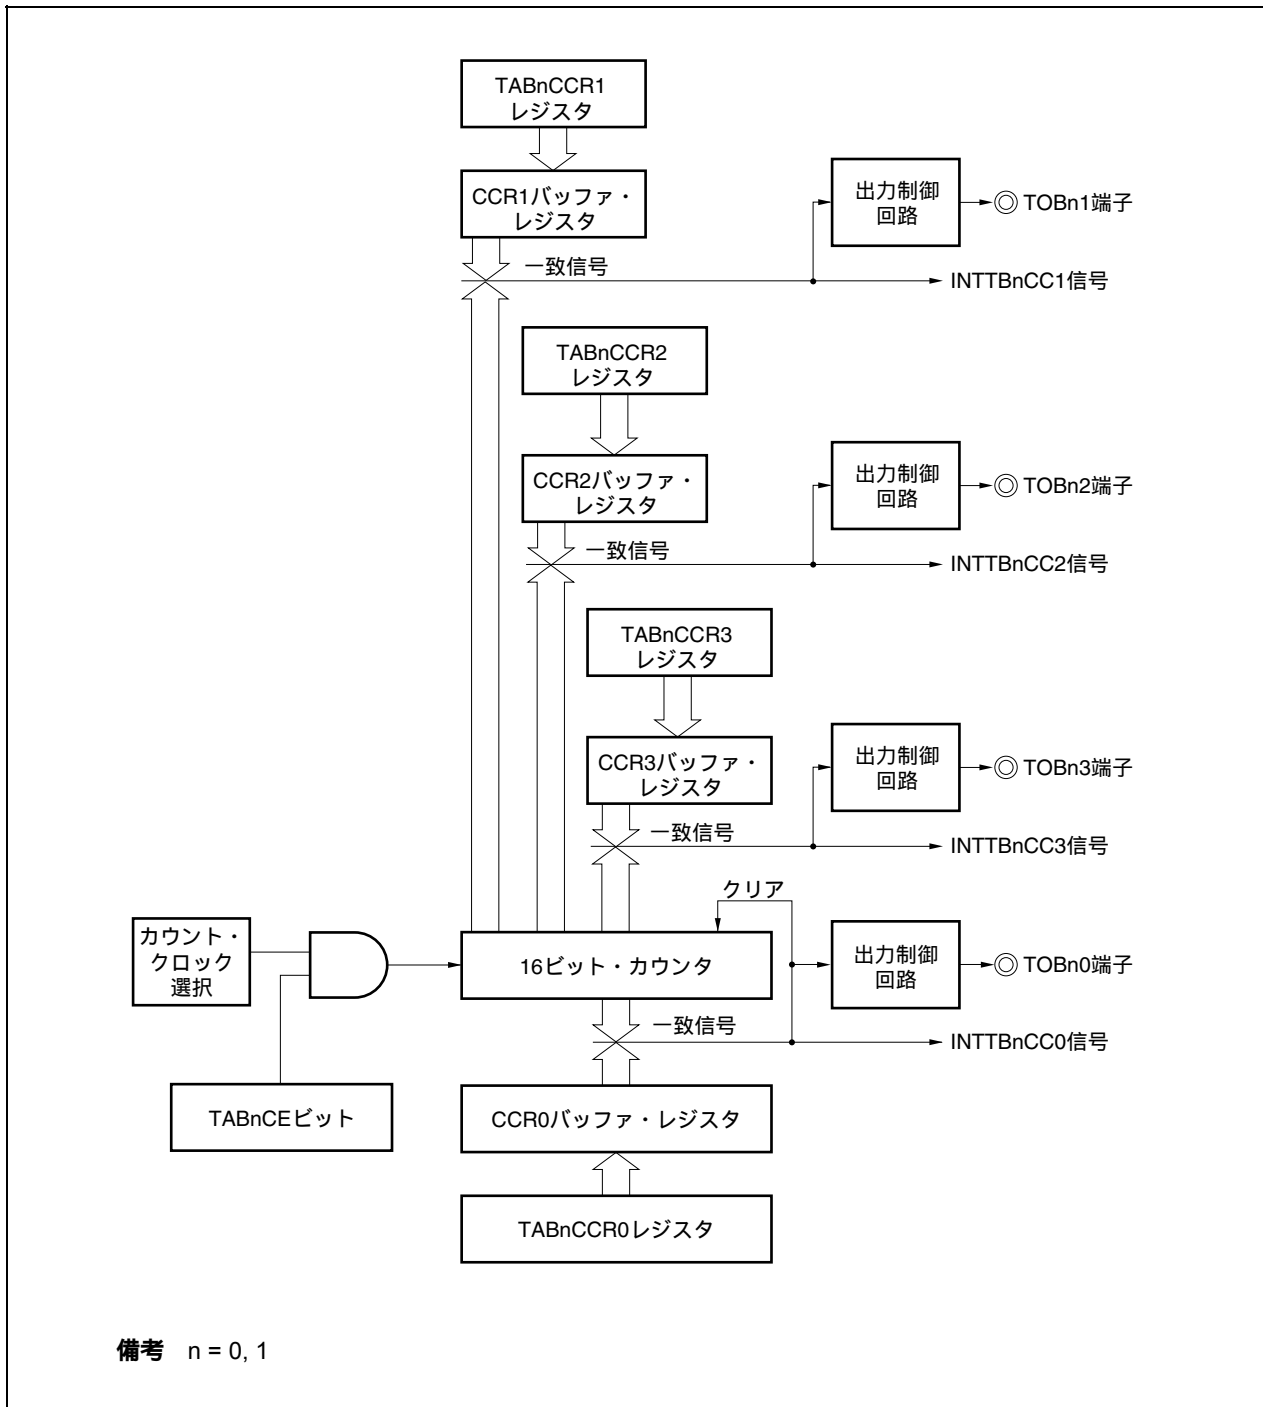 TABnCCR1
レジスタ
CCR1バッファ・
レジスタ
出力制御
回路
TOBn1端子
一致信号
INTTBnCC1信号
TABnCCR2
レジスタ
CCR2バッファ・
レジスタ
出力制御
回路
TOBn2端子
一致信号
INTTBnCC2信号
TABnCCR3
レジスタ
CCR3バッファ・
レジスタ
出力制御
回路
TOBn3端子
一致信号
INTTBnCC3信号
クリア
カウント・
クロック
選択
16ビット・カウンタ
出力制御
回路
TOBn0端子
一致信号
INTTBnCC0信号
TABnCEビット
CCR0バッファ・レジスタ
TABnCCR0レジスタ
備考 n = 0, 1